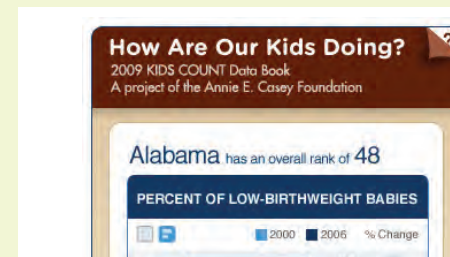 How Are Our Kids Doing?
2009 KIDS COUNT Data Book
A project of the Annie E. Casey Foundation
Alabama has an overall rank of 48
PERCENT OF LOW-BIRTHWEIGHT BABIES
2000 2006 % Change